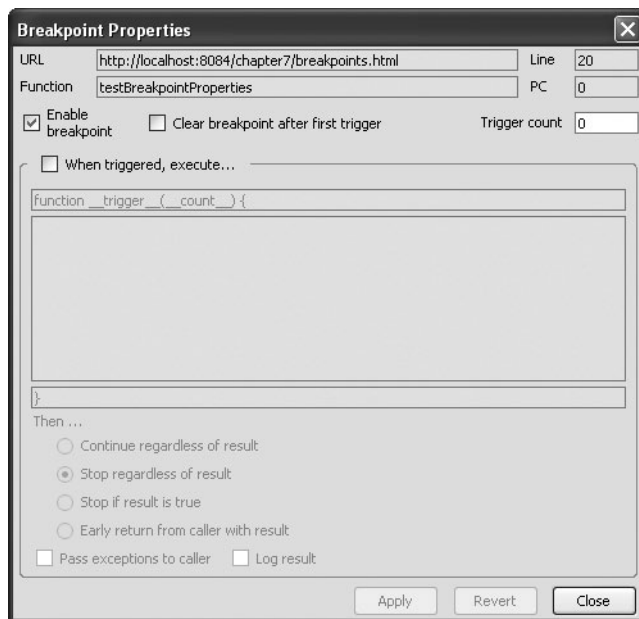 Breakpoint Properties
URL http://localhost:8084/chapter7/breakpoints.html Line 20
Function testBreakpointProperties PC 0
Enable breakpoint Clear breakpoint after first trigger Trigger count 0
When triggered, execute...
function __trigger__(__count__) {
}
Then ...
Continue regardless of result
Stop regardless of result
Stop if result is true
Early return from caller with result
Pass exceptions to caller Log result
Apply Revert Close